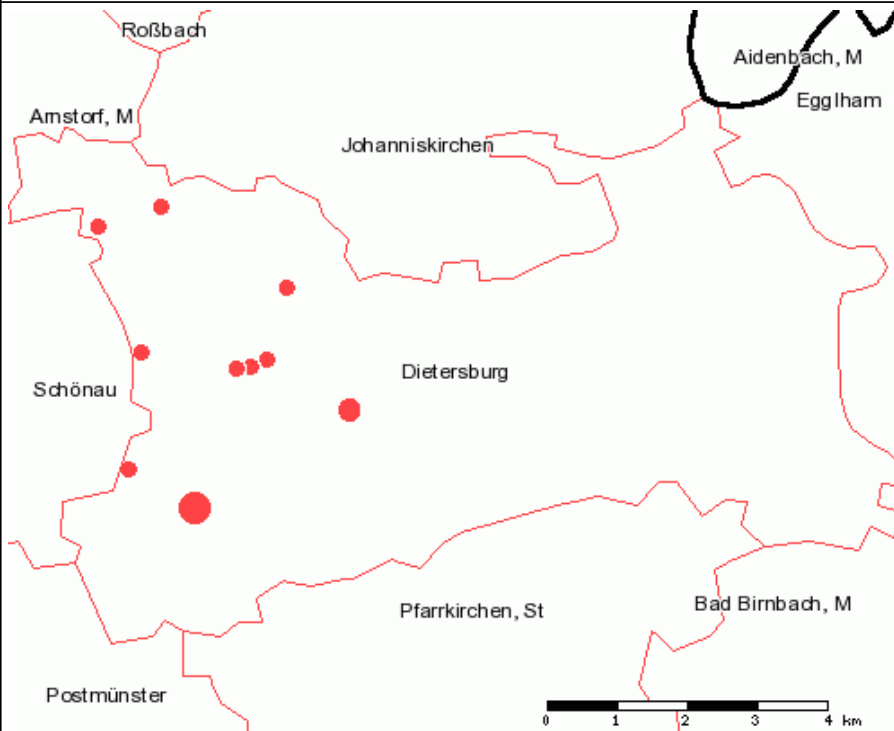 Roßbach
Aidenbach, M
Egglham
Arnstorf, M
Johanniskirchen
Dietersburg
Schönau
Bad Birnbach, M
Pfarrkirchen, St
Postmünster
0 1 2 3 4 km